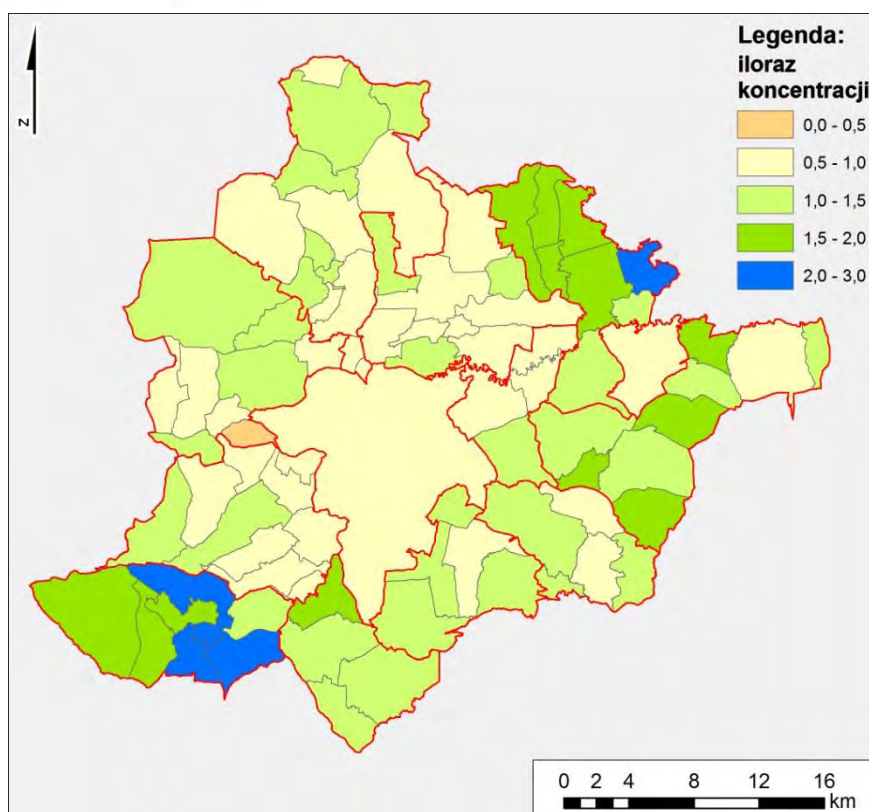 Legenda:
iloraz
koncentracji
0,0 - 0,5
0,5 - 1,0
1,0 - 1,5
1,5 - 2,0
2,0 - 3,0
N
0 2 4 8 12 16
km